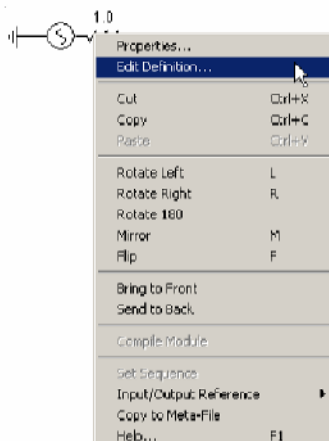 1.0
S
Properties...
Edit Definition...
Cut Ctrl+X
Copy Ctrl+C
Paste Ctrl+V
Rotate Left L
Rotate Right R
Rotate 180
Mirror M
Flip F
Bring to Front
Send to Back
Compile Module
Set Sequence
Input/Output Reference
Copy to Meta-File
Help... F1